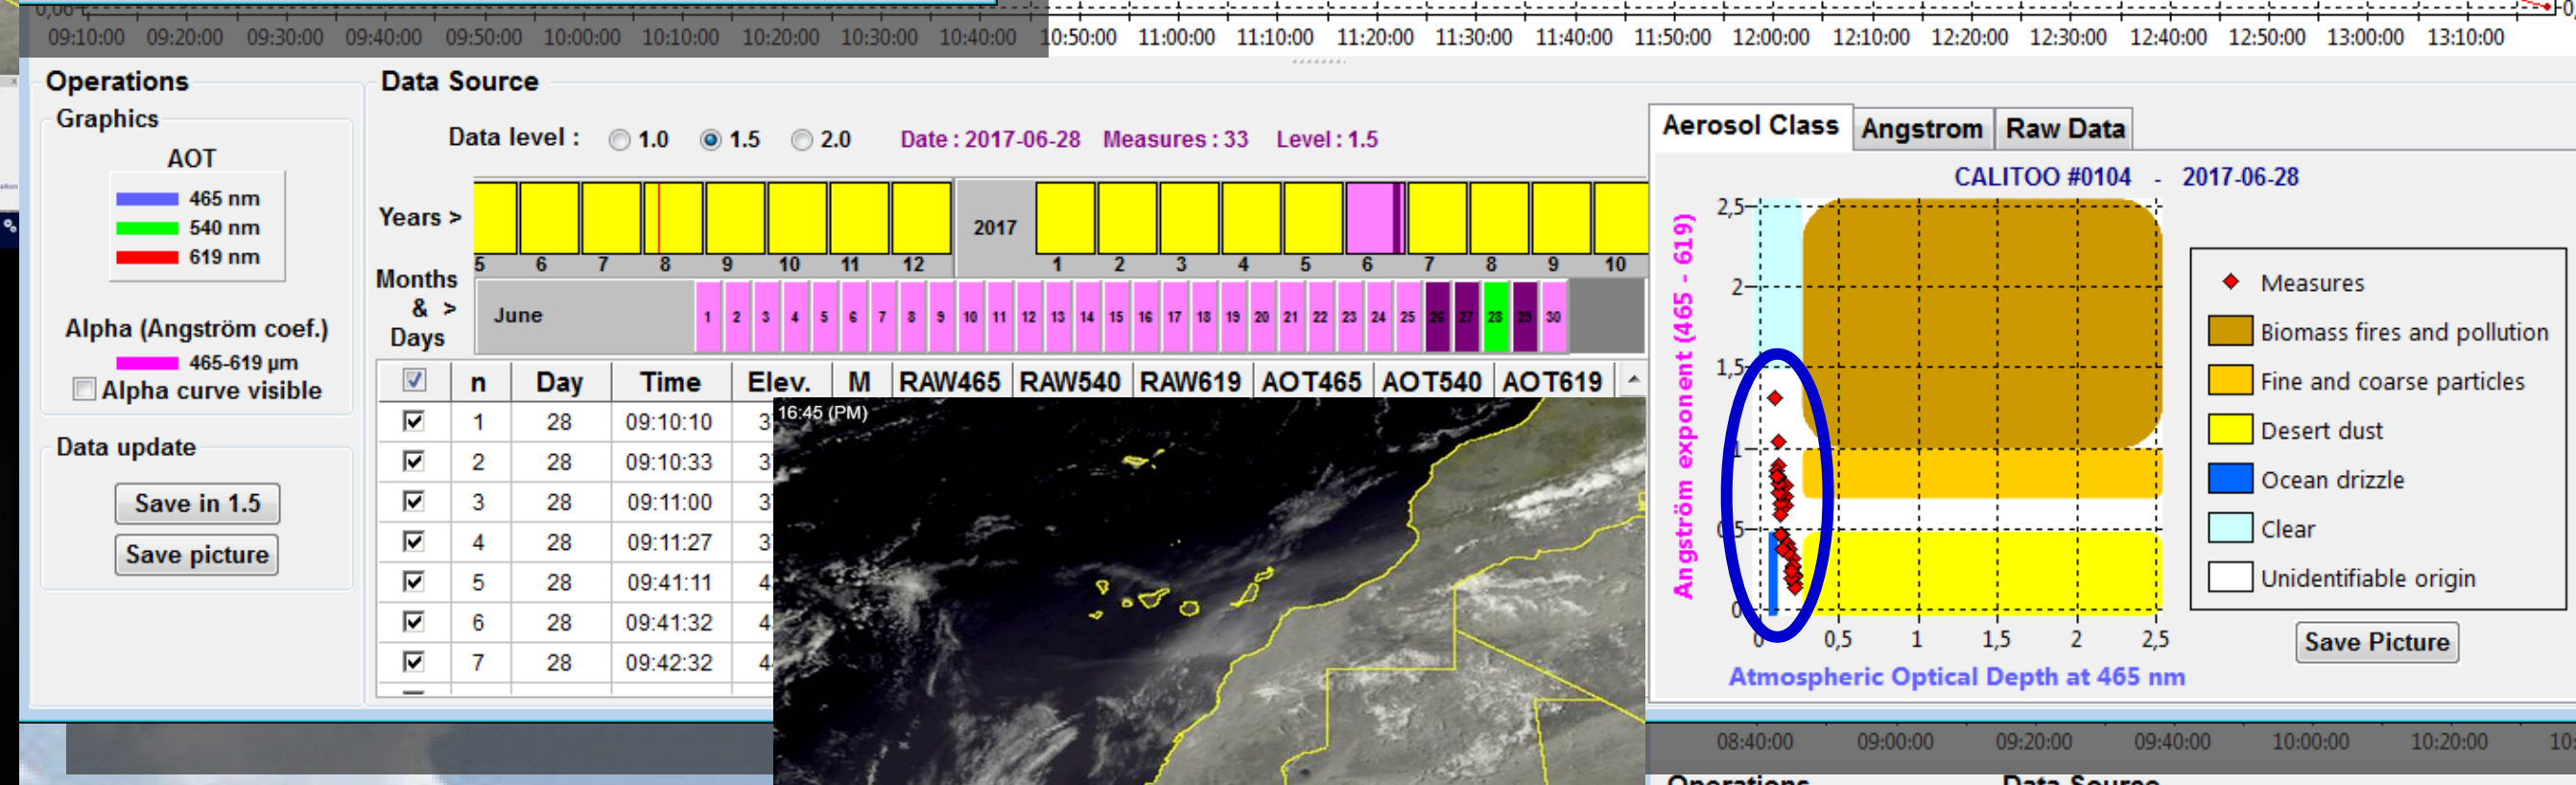 0,06
09:10:00 09:20:00 09:30:00 09:40:00 09:50:00 10:00:00 10:10:00 10:20:00 10:30:00 10:40:00 10:50:00 11:00:00 11:10:00 11:20:00 11:30:00 11:40:00 11:50:00 12:00:00 12:10:00 12:20:00 12:30:00 12:40:00 12:50:00 13:00:00 13:10:00
Operations
Graphics
AOT
465 nm
540 nm
619 nm
Alpha (Angström coef.)
465-619 µm
Alpha curve visible
Data update
Save in 1.5
Save picture
Data Source
Data level : 1.0 1.5 2.0 Date : 2017-06-28 Measures : 33 Level : 1.5
Years >
2017
5 6 7 8 9 10 11 12 1 2 3 4 5 6 7 8 9 10
Months
& >
Days
June 1 2 3 4 5 6 7 8 9 10 11 12 13 14 15 16 17 18 19 20 21 22 23 24 25 26 27 28 29 30
n Day Time Elev. M RAW465 RAW540 RAW619 AOT465 AOT540 AOT619
1 28 09:10:10 3
2 28 09:10:33 3
3 28 09:11:00 3
4 28 09:11:27 3
5 28 09:41:11 4
6 28 09:41:32 4
7 28 09:42:32 4
16:45 (PM)
Aerosol Class Angstrom Raw Data
CALITOO #0104 - 2017-06-28
Angström exponent (465 - 619)
2,5
2
1,5
1
0,5
0
0 0,5 1 1,5 2 2,5
Atmospheric Optical Depth at 465 nm
Measures
Biomass fires and pollution
Fine and coarse particles
Desert dust
Ocean drizzle
Clear
Unidentifiable origin
Save Picture
08:40:00 09:00:00 09:20:00 09:40:00 10:00:00 10:20:00
Operations Data Source